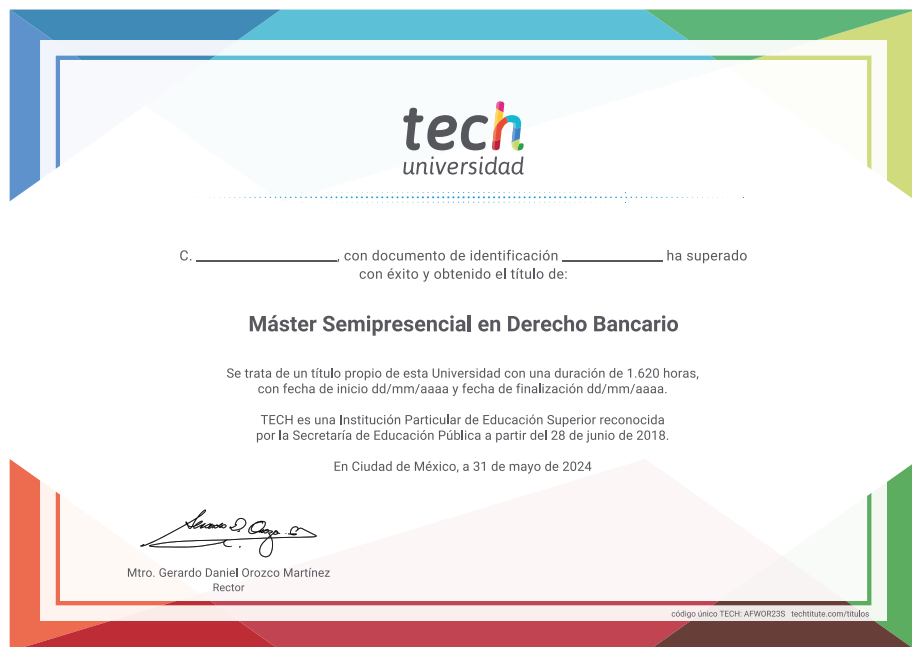 tech
universidad
C. ____________________, con documento de identificación ______________ ha superado
con éxito y obtenido el título de:
Máster Semipresencial en Derecho Bancario
Se trata de un título propio de esta Universidad con una duración de 1.620 horas,
con fecha de inicio dd/mm/aaaa y fecha de finalización dd/mm/aaaa.
TECH es una Institución Particular de Educación Superior reconocida
por la Secretaría de Educación Pública a partir del 28 de junio de 2018.
En Ciudad de México, a 31 de mayo de 2024
Mtro. Gerardo Daniel Orozco Martínez
Rector
código único TECH: AFWOR23S techtitute.com/titulos